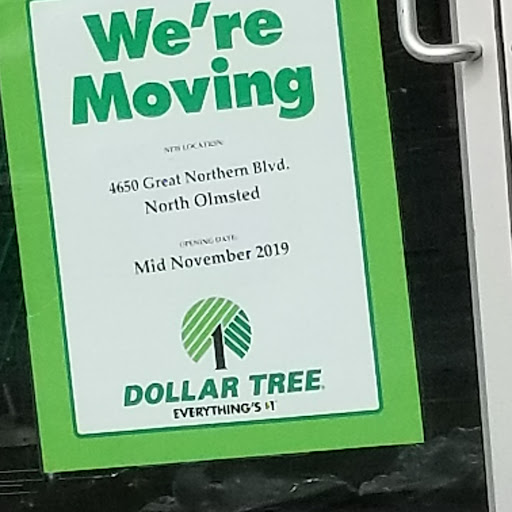 We're
Moving
NEW LOCATION:
4650 Great Northern Blvd.
North Olmsted
OPENING DATE:
Mid November 2019
1
DOLLAR TREE®
EVERYTHING'S $1